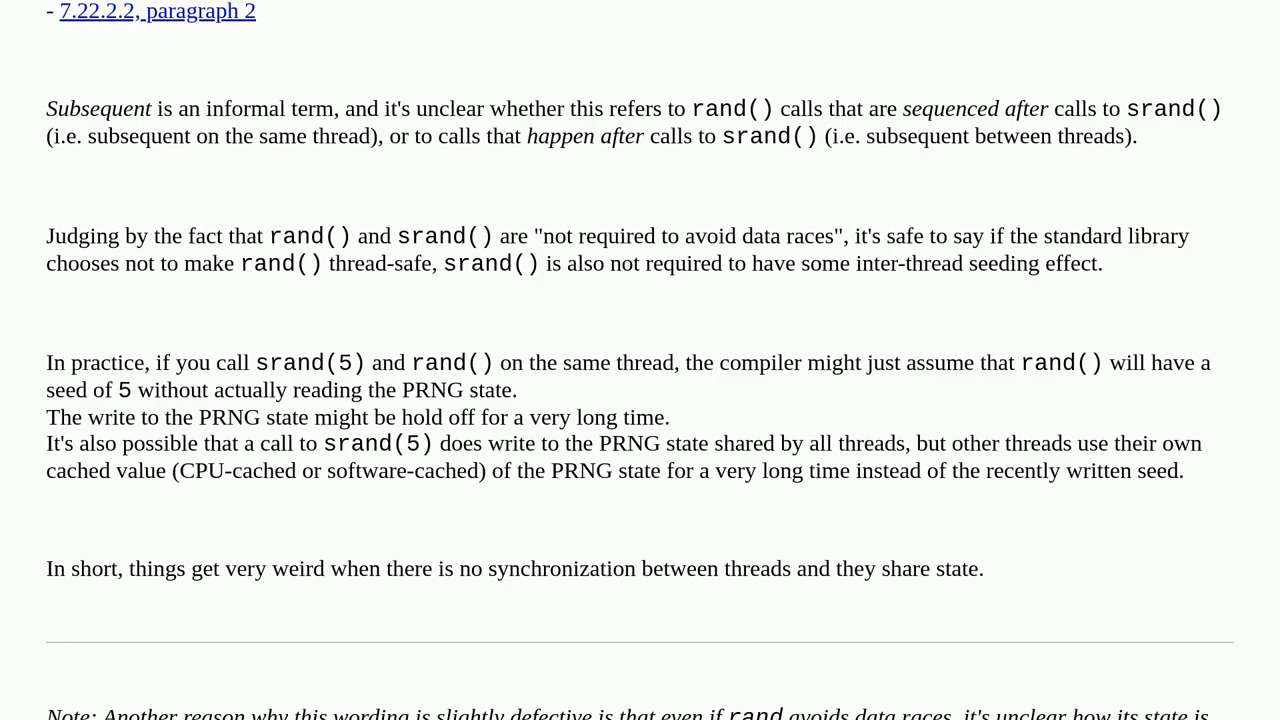 - 7.22.2.2, paragraph 2
Subsequent is an informal term, and it's unclear whether this refers to rand() calls that are sequenced after calls to srand()
(i.e. subsequent on the same thread), or to calls that happen after calls to srand() (i.e. subsequent between threads).
Judging by the fact that rand() and srand() are "not required to avoid data races", it's safe to say if the standard library
chooses not to make rand() thread-safe, srand() is also not required to have some inter-thread seeding effect.
In practice, if you call srand(5) and rand() on the same thread, the compiler might just assume that rand() will have a
seed of 5 without actually reading the PRNG state.
The write to the PRNG state might be hold off for a very long time.
It's also possible that a call to srand(5) does write to the PRNG state shared by all threads, but other threads use their own
cached value (CPU-cached or software-cached) of the PRNG state for a very long time instead of the recently written seed.
In short, things get very weird when there is no synchronization between threads and they share state.
Note: Another reason why this wording is slightly defective is that even if rand avoids data races, it's unclear how its state is